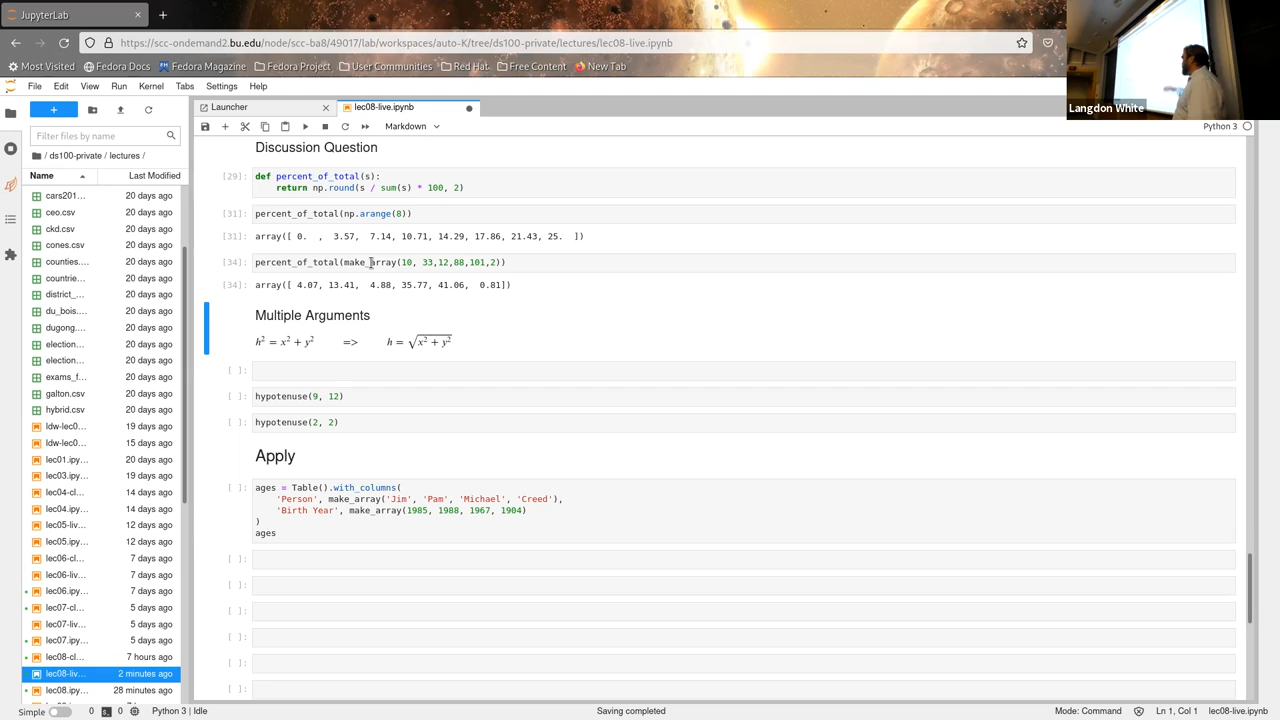 JupyterLab
https://scc-ondemand2.bu.edu/node/scc-ba8/49017/lab/workspaces/auto-K/tree/ds100-private/lectures/lec08-live.ipynb
Most Visited Fedora Docs Fedora Magazine Fedora Project User Communities Red Hat Free Content New Tab
Langdon White
File Edit View Run Kernel Tabs Settings Help
Launcher lec08-live.ipynb
Filter files by name
Markdown Python 3
/ ds100-private / lectures /
Name Last Modified
cars201... 20 days ago
ceo.csv 20 days ago
ckd.csv 20 days ago
cones.csv 20 days ago
counties.... 20 days ago
countrie... 20 days ago
district_... 20 days ago
du_bois.... 20 days ago
dugong.... 20 days ago
election... 20 days ago
election... 20 days ago
exams_f... 20 days ago
galton.csv 20 days ago
hybrid.csv 20 days ago
ldw-lec0... 19 days ago
ldw-lec0... 15 days ago
lec01.ipy... 20 days ago
lec03.ipy... 19 days ago
lec04-cl... 14 days ago
lec04.ipy... 14 days ago
lec05-liv... 12 days ago
lec05.ipy... 12 days ago
lec06-cl... 7 days ago
lec06-liv... 7 days ago
lec06.ipy... 7 days ago
lec07-cl... 5 days ago
lec07-liv... 5 days ago
lec07.ipy... 5 days ago
lec08-cl... 7 hours ago
lec08-liv... 2 minutes ago
lec08.ipy... 28 minutes ago
Discussion Question
[29]: def percent_of_total(s):
return np.round(s / sum(s) * 100, 2)
[31]: percent_of_total(np.arange(8))
[31]: array([ 0. , 3.57, 7.14, 10.71, 14.29, 17.86, 21.43, 25. ])
[34]: percent_of_total(make_array(10, 33,12,88,101,2))
[34]: array([ 4.07, 13.41, 4.88, 35.77, 41.06, 0.81])
Multiple Arguments
h² = x² + y² => h = √x² + y²
[ ]:
[ ]: hypotenuse(9, 12)
[ ]: hypotenuse(2, 2)
Apply
[ ]: ages = Table().with_columns(
'Person', make_array('Jim', 'Pam', 'Michael', 'Creed'),
'Birth Year', make_array(1985, 1988, 1967, 1904)
)
ages
[ ]:
[ ]:
[ ]:
[ ]:
[ ]:
[ ]:
Simple 0 0 Python 3 | Idle Saving completed Mode: Command Ln 1, Col 1 lec08-live.ipynb